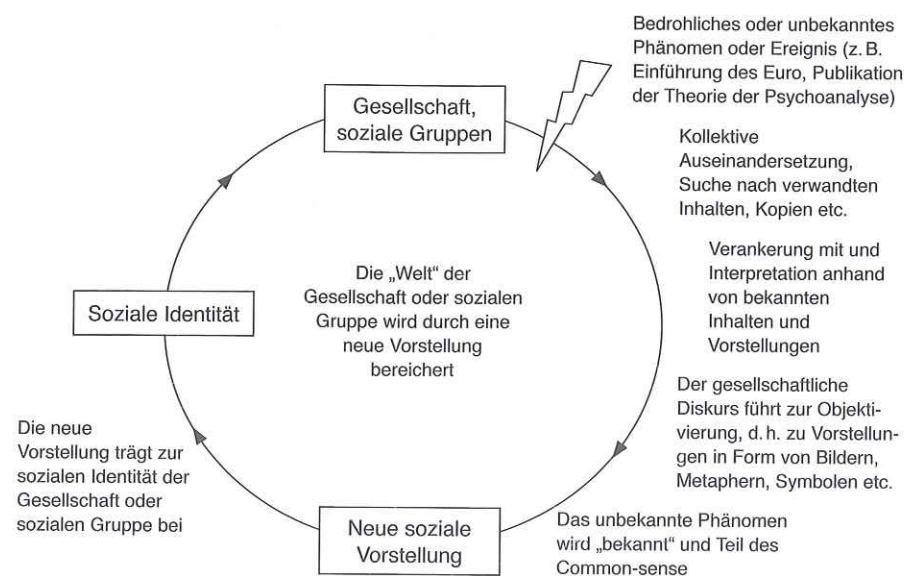 Bedrohliches oder unbekanntes
Phänomen oder Ereignis (z. B.
Einführung des Euro, Publikation
der Theorie der Psychoanalyse)
Gesellschaft,
soziale Gruppen
Kollektive
Auseinandersetzung,
Suche nach verwandten
Inhalten, Kopien etc.
Verankerung mit und
Interpretation anhand
von bekannten
Inhalten und
Vorstellungen
Die „Welt“ der
Gesellschaft oder sozialen
Gruppe wird durch eine
neue Vorstellung
bereichert
Soziale Identität
Der gesellschaftliche
Diskurs führt zur Objekti-
vierung, d. h. zu Vorstellun-
gen in Form von Bildern,
Metaphern, Symbolen etc.
Die neue
Vorstellung trägt zur
sozialen Identität der
Gesellschaft oder
sozialen Gruppe bei
Neue soziale
Vorstellung
Das unbekannte Phänomen
wird „bekannt“ und Teil des
Common-sense